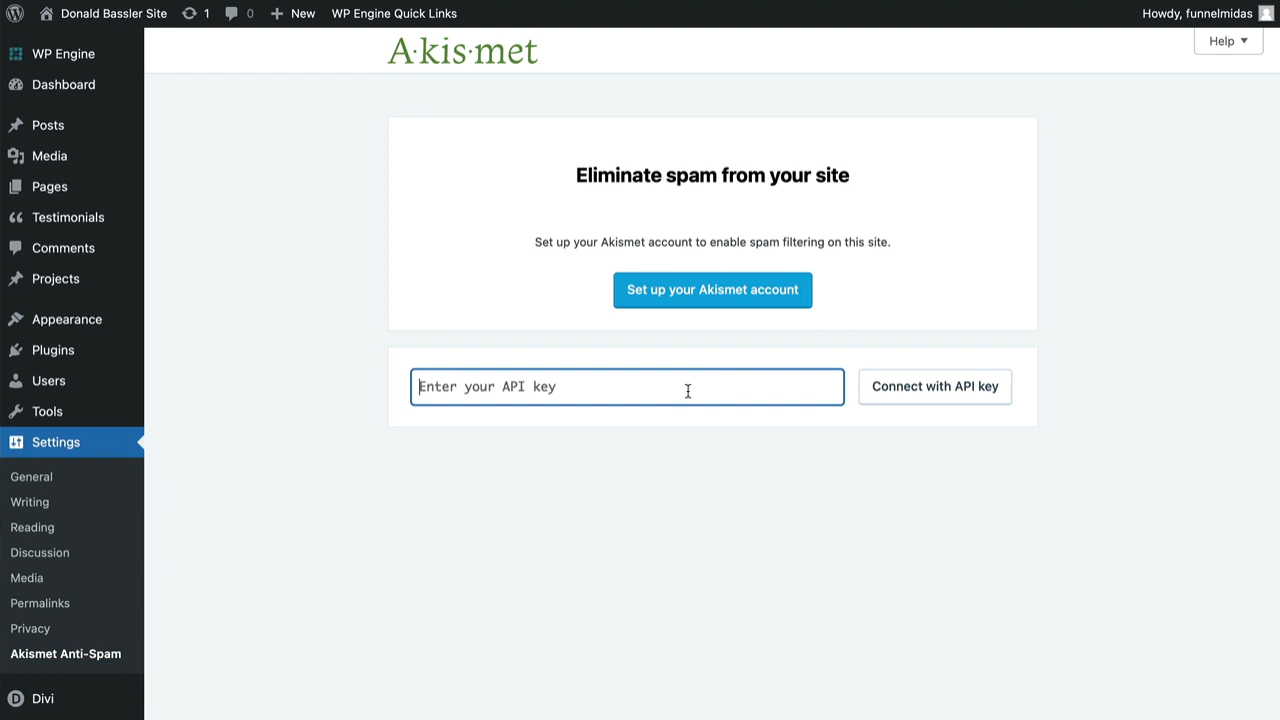 Donald Bassler Site
1
0
New
WP Engine Quick Links
Howdy, funnelmidas
WP Engine
Dashboard
Posts
Media
Pages
Testimonials
Comments
Projects
Appearance
Plugins
Users
Tools
Settings
General
Writing
Reading
Discussion
Media
Permalinks
Privacy
Akismet Anti-Spam
Divi
A·kis·met
Help
Eliminate spam from your site
Set up your Akismet account to enable spam filtering on this site.
Set up your Akismet account
Enter your API key
Connect with API key